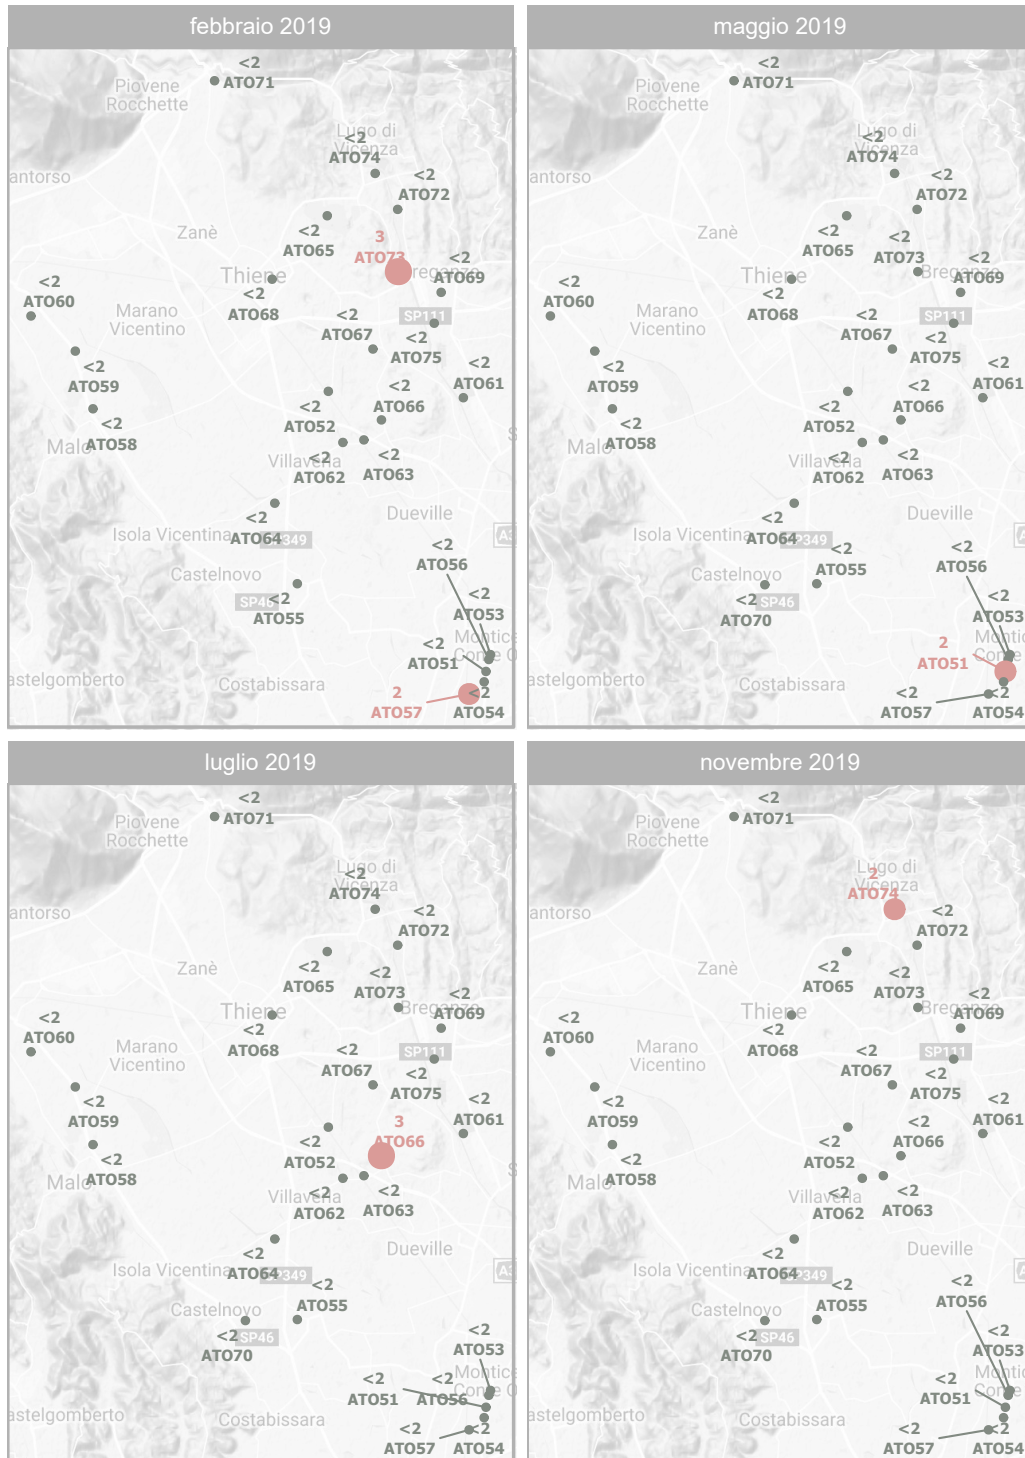 febbraio 2019
<2
ATO71
Piovene
Rocchette
Lugo di
<2
Vicenza
ATO74
antorso
<2
ATO72
Zanè
<2
ATO65
3
ATO73
<2
ATO69
Breganze
Thiene
<2
ATO68
<2
ATO60
Marano
Vicentino
SP111
<2
ATO67
<2
ATO75
<2
ATO59
<2
ATO61
<2
ATO66
<2
ATO52
<2
ATO58
Malo
Villaverla
<2
ATO62
<2
ATO63
Dueville
<2
ATO64
Isola Vicentina
SP349
<2
ATO56
Castelnovo
SP46
<2
ATO55
<2
ATO53
<2
ATO51
astelgomberto
Costabissara
2
ATO57
<2
ATO54
maggio 2019
<2
ATO71
Piovene
Rocchette
Lugo di
Vicenza
<2
ATO74
antorso
<2
ATO72
Zanè
<2
ATO65
<2
ATO73
<2
ATO69
Breganze
Thiene
<2
ATO68
<2
ATO60
Marano
Vicentino
SP111
<2
ATO67
<2
ATO75
<2
ATO59
<2
ATO61
<2
ATO66
<2
ATO52
<2
ATO58
Malo
Villaverla
<2
ATO62
<2
ATO63
Dueville
<2
ATO64
Isola Vicentina
<2
ATO56
Castelnovo
<2
ATO55
SP46
<2
ATO70
<2
ATO53
2
ATO51
astelgomberto
Costabissara
<2
ATO57
<2
ATO54
luglio 2019
<2
ATO71
Piovene
Rocchette
Lugo di
Vicenza
<2
ATO74
antorso
<2
ATO72
Zanè
<2
ATO65
<2
ATO73
<2
ATO69
Breganze
Thiene
<2
ATO68
<2
ATO60
Marano
Vicentino
SP111
<2
ATO67
<2
ATO75
<2
ATO59
<2
ATO61
3
ATO66
<2
ATO52
<2
ATO58
Malo
Villaverla
<2
ATO62
<2
ATO63
Dueville
<2
ATO64
Isola Vicentina
SP349
Castelnovo
<2
ATO55
SP46
<2
ATO70
<2
ATO53
<2
ATO51
<2
ATO56
astelgomberto
Costabissara
<2
ATO57
<2
ATO54
novembre 2019
<2
ATO71
Piovene
Rocchette
Lugo di
Vicenza
2
ATO74
antorso
<2
ATO72
Zanè
<2
ATO65
<2
ATO73
<2
ATO69
Breganze
Thiene
<2
ATO68
<2
ATO60
Marano
Vicentino
SP111
<2
ATO67
<2
ATO75
<2
ATO59
<2
ATO61
<2
ATO66
<2
ATO52
<2
ATO58
Malo
Villaverla
<2
ATO62
<2
ATO63
Dueville
<2
ATO64
Isola Vicentina
SP349
<2
ATO56
Castelnovo
<2
ATO55
SP46
<2
ATO70
<2
ATO53
<2
ATO51
astelgomberto
Costabissara
<2
ATO57
<2
ATO54